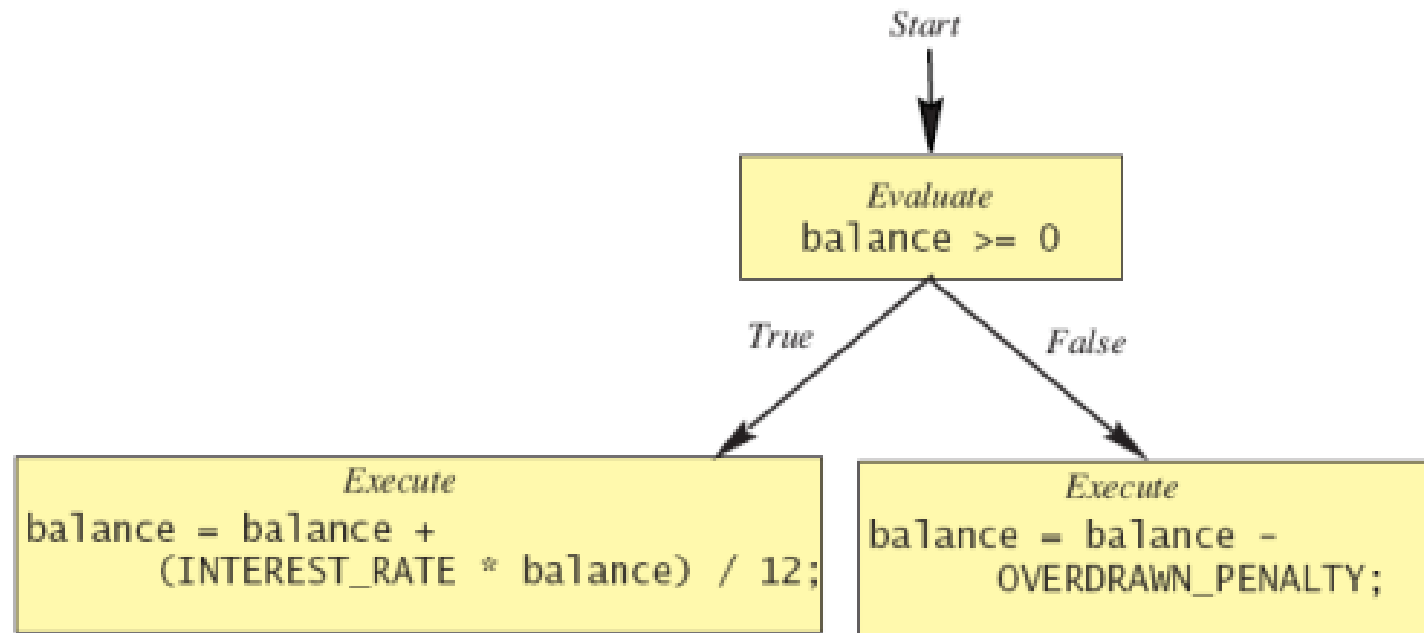 Start
Evaluate
balance >= 0
True
False
Execute
balance = balance +
(INTEREST_RATE * balance) / 12;
Execute
balance = balance -
OVERDRAWN_PENALTY;